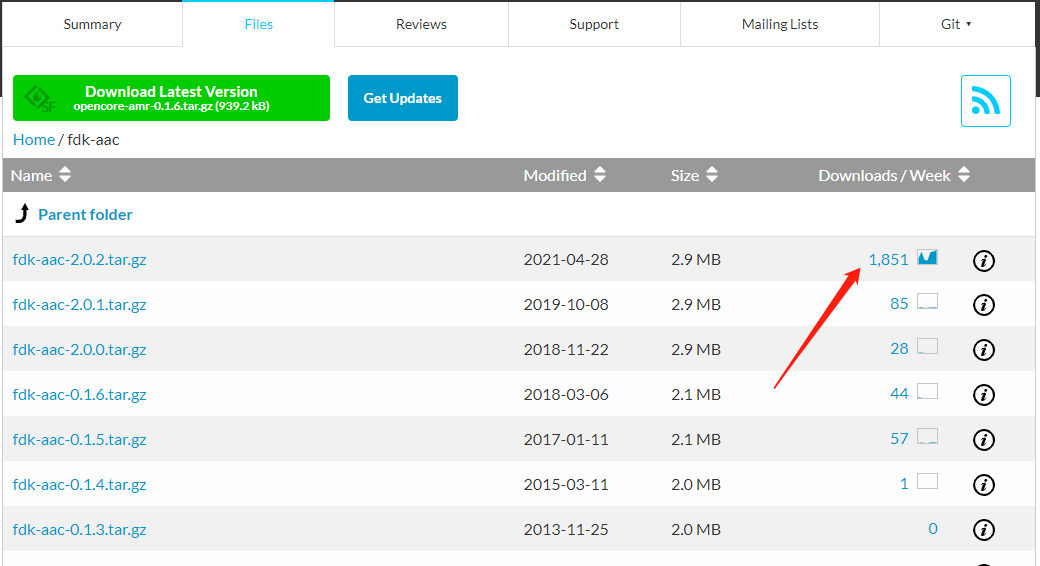 Summary Files Reviews Support Mailing Lists Git
Download Latest Version
opencore-amr-0.1.6.tar.gz (939.2 kB)
SF
Get Updates
Home / fdk-aac
Name Modified Size Downloads / Week
Parent folder
fdk-aac-2.0.2.tar.gz 2021-04-28 2.9 MB 1,851 i
fdk-aac-2.0.1.tar.gz 2019-10-08 2.9 MB 85 i
fdk-aac-2.0.0.tar.gz 2018-11-22 2.9 MB 28 i
fdk-aac-0.1.6.tar.gz 2018-03-06 2.1 MB 44 i
fdk-aac-0.1.5.tar.gz 2017-01-11 2.1 MB 57 i
fdk-aac-0.1.4.tar.gz 2015-03-11 2.0 MB 1 i
fdk-aac-0.1.3.tar.gz 2013-11-25 2.0 MB 0 i